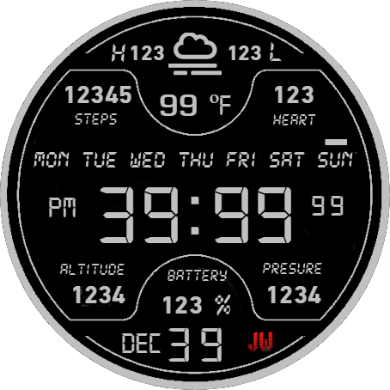 H 123 123 L
12345 99 °F 123
STEPS HEART
MON TUE WED THU FRI SAT SUN
PM 39:99 99
ALTITUDE BATTERY PRESURE
1234 123 % 1234
DEC 39 JW